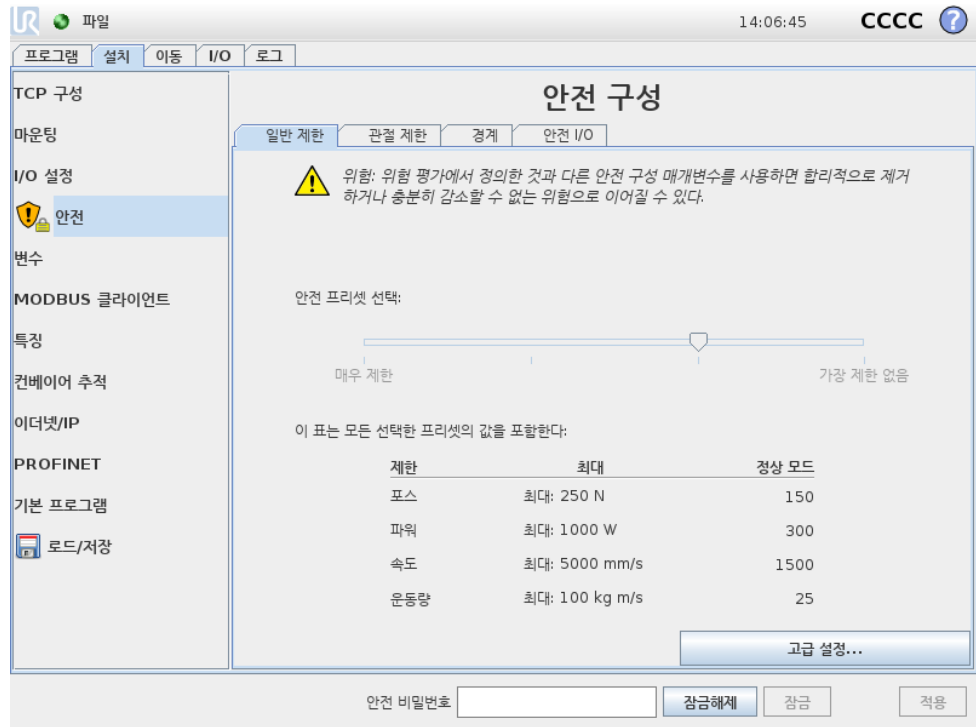 UR 파일 14:06:45 CCCC ?
프로그램 설치 이동 I/O 로그
TCP 구성
마운팅
I/O 설정
안전
변수
MODBUS 클라이언트
특징
컨베이어 추적
이더넷/IP
PROFINET
기본 프로그램
로드/저장
안전 구성
일반 제한 관절 제한 경계 안전 I/O
위험: 위험 평가에서 정의한 것과 다른 안전 구성 매개변수를 사용하면 합리적으로 제거
하거나 충분히 감소할 수 없는 위험으로 이어질 수 있다.
안전 프리셋 선택:
매우 제한 가장 제한 없음
이 표는 모든 선택한 프리셋의 값을 포함한다:
제한 최대 정상 모드
포스 최대: 250 N 150
파워 최대: 1000 W 300
속도 최대: 5000 mm/s 1500
운동량 최대: 100 kg m/s 25
고급 설정...
안전 비밀번호 잠금해제 잠금 적용